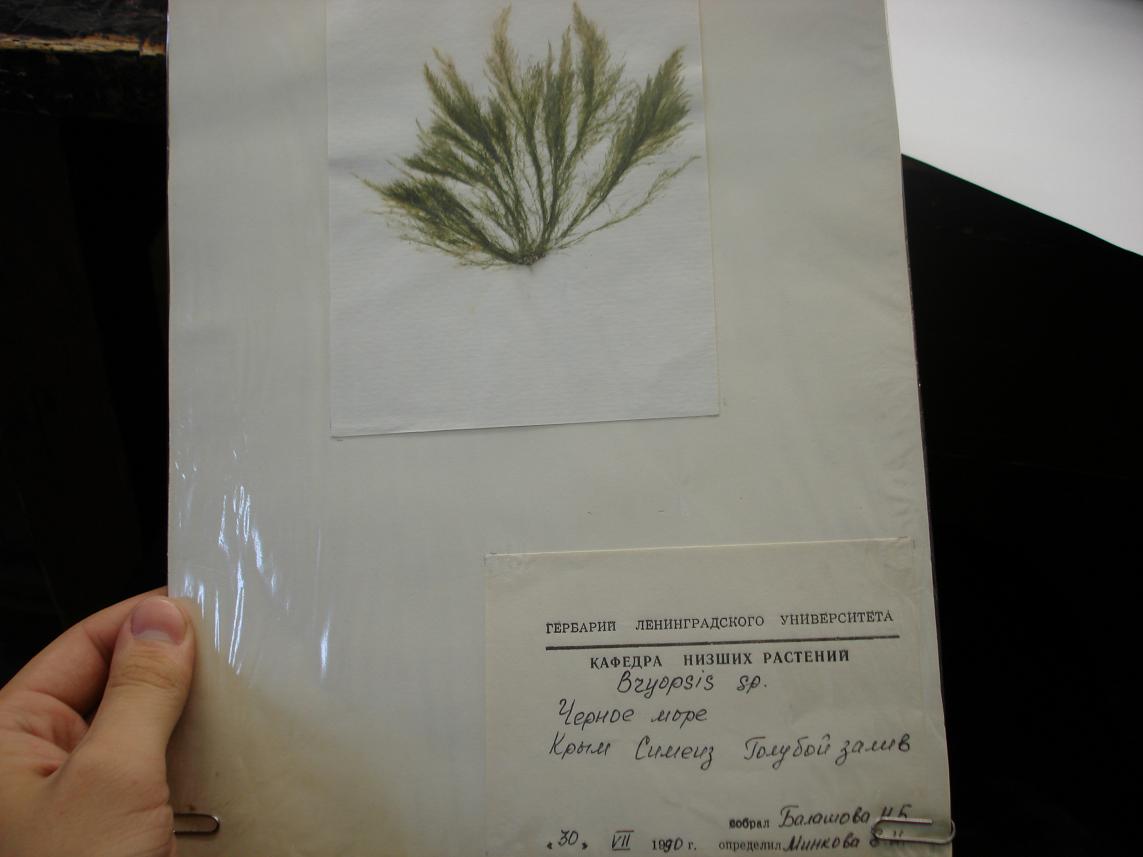 ГЕРБАРИЙ ЛЕНИНГРАДСКОГО УНИВЕРСИТЕТА
КАФЕДРА НИЗШИХ РАСТЕНИЙ
Bryopsis sp.
Черное море
Крым Симеиз Голубой залив
собрал Балашова Н.Б.
"30" VII 1990 г. определил Минкова